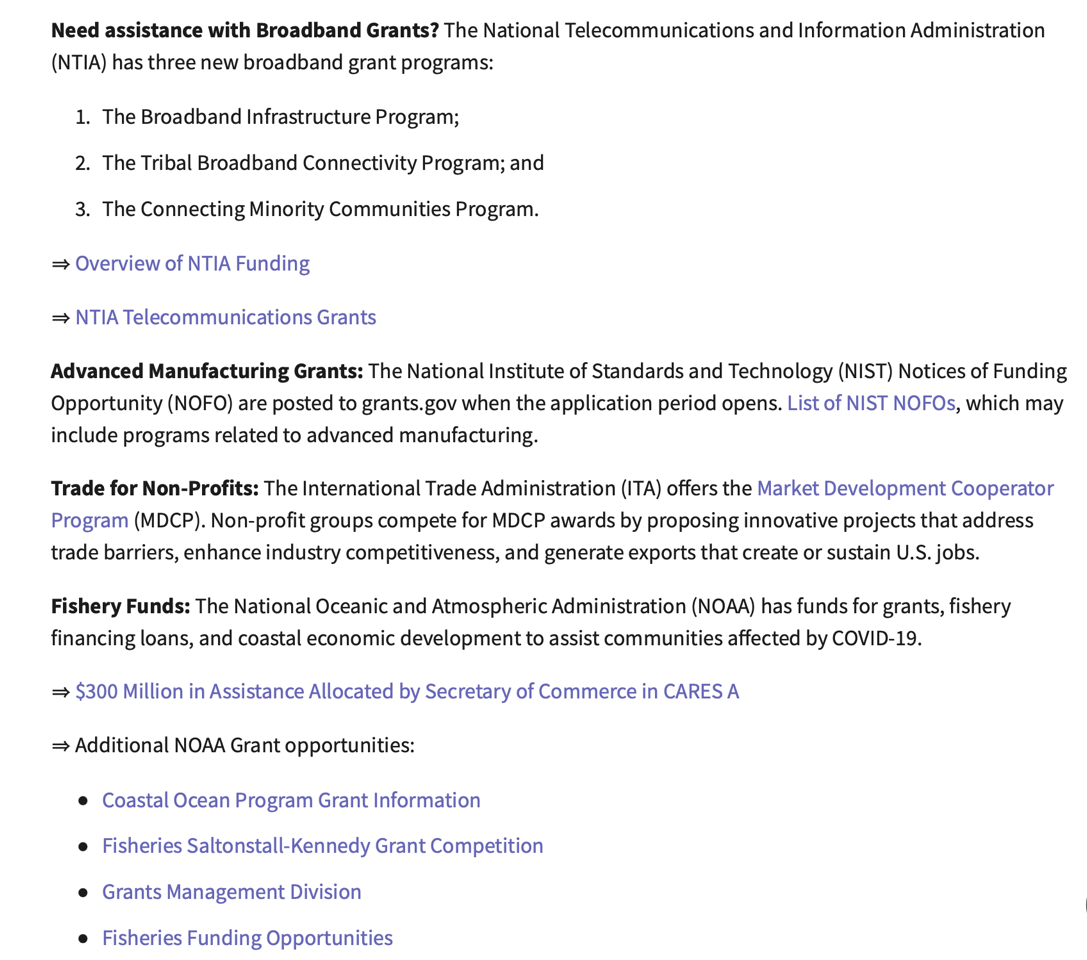 Need assistance with Broadband Grants? The National Telecommunications and Information Administration
(NTIA) has three new broadband grant programs:
1. The Broadband Infrastructure Program;
2. The Tribal Broadband Connectivity Program; and
3. The Connecting Minority Communities Program.
⇒ Overview of NTIA Funding
⇒ NTIA Telecommunications Grants
Advanced Manufacturing Grants: The National Institute of Standards and Technology (NIST) Notices of Funding
Opportunity (NOFO) are posted to grants.gov when the application period opens. List of NIST NOFOs, which may
include programs related to advanced manufacturing.
Trade for Non-Profits: The International Trade Administration (ITA) offers the Market Development Cooperator
Program (MDCP). Non-profit groups compete for MDCP awards by proposing innovative projects that address
trade barriers, enhance industry competitiveness, and generate exports that create or sustain U.S. jobs.
Fishery Funds: The National Oceanic and Atmospheric Administration (NOAA) has funds for grants, fishery
financing loans, and coastal economic development to assist communities affected by COVID-19.
⇒ $300 Million in Assistance Allocated by Secretary of Commerce in CARES A
⇒ Additional NOAA Grant opportunities:
● Coastal Ocean Program Grant Information
● Fisheries Saltonstall-Kennedy Grant Competition
● Grants Management Division
● Fisheries Funding Opportunities